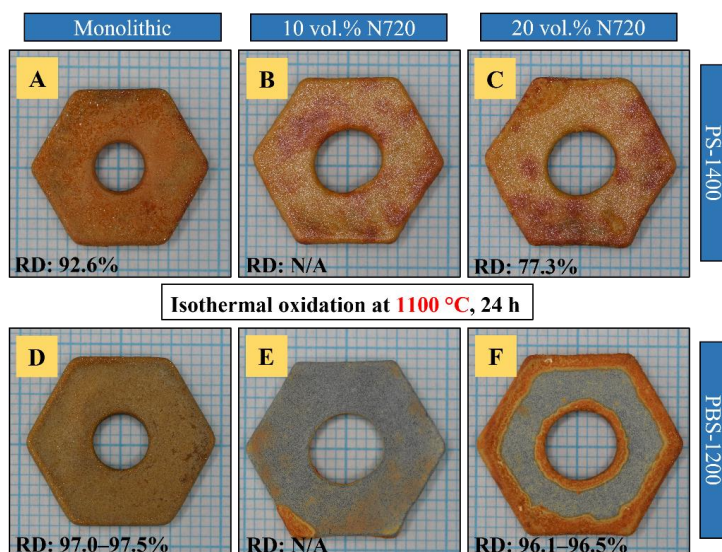 Monolithic
10 vol.% N720
20 vol.% N720
A
B
C
PS-1400
RD: 92.6%
RD: N/A
RD: 77.3%
Isothermal oxidation at 1100 °C, 24 h
D
E
F
PBS-1200
RD: 97.0–97.5%
RD: N/A
RD: 96.1–96.5%